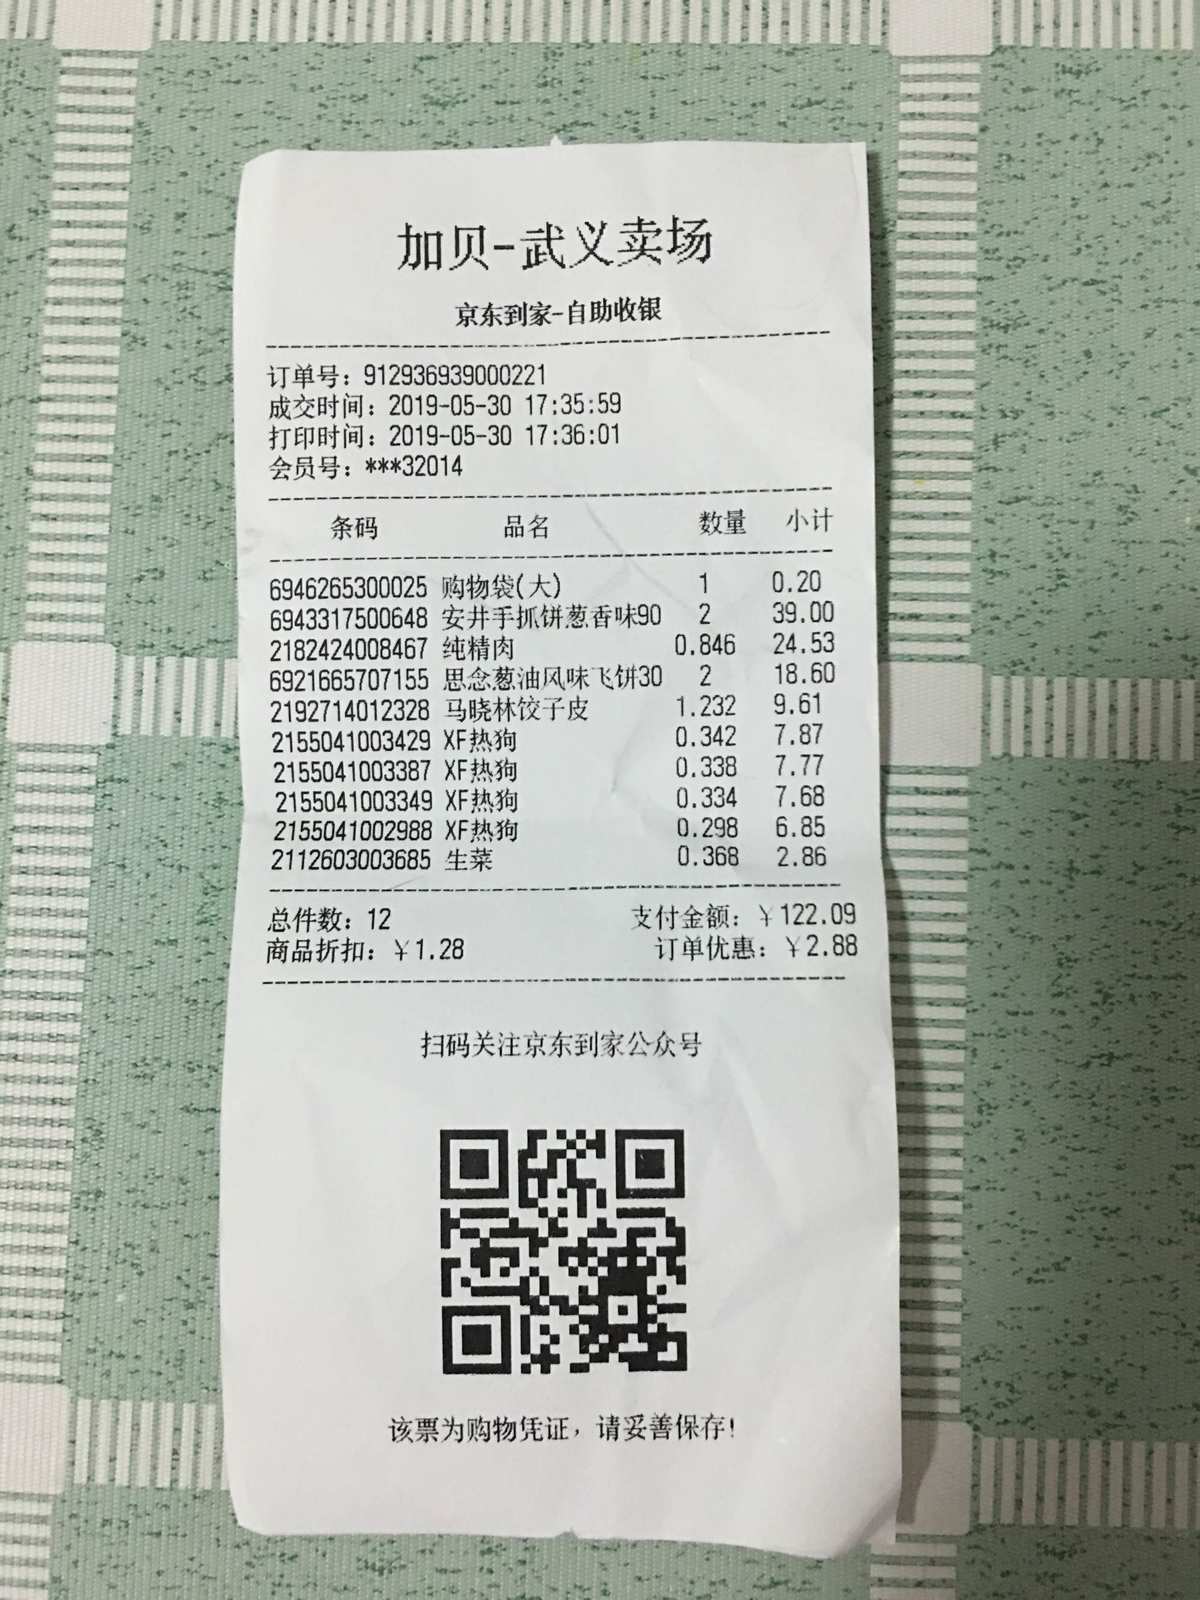 加贝-武义卖场
京东到家-自助收银
订单号：912936939000221
成交时间：2019-05-30 17:35:59
打印时间：2019-05-30 17:36:01
会员号：***32014
条码 品名 数量 小计
6946265300025 购物袋(大) 1 0.20
6943317500648 安井手抓饼葱香味90 2 39.00
2182424008467 纯精肉 0.846 24.53
6921665707155 思念葱油风味飞饼30 2 18.60
2192714012328 马晓林饺子皮 1.232 9.61
2155041003429 XF热狗 0.342 7.87
2155041003387 XF热狗 0.338 7.77
2155041003349 XF热狗 0.334 7.68
2155041002988 XF热狗 0.298 6.85
2112603003685 生菜 0.368 2.86
总件数：12 支付金额：￥122.09
商品折扣：￥1.28 订单优惠：￥2.88
扫码关注京东到家公众号
该票为购物凭证，请妥善保存!